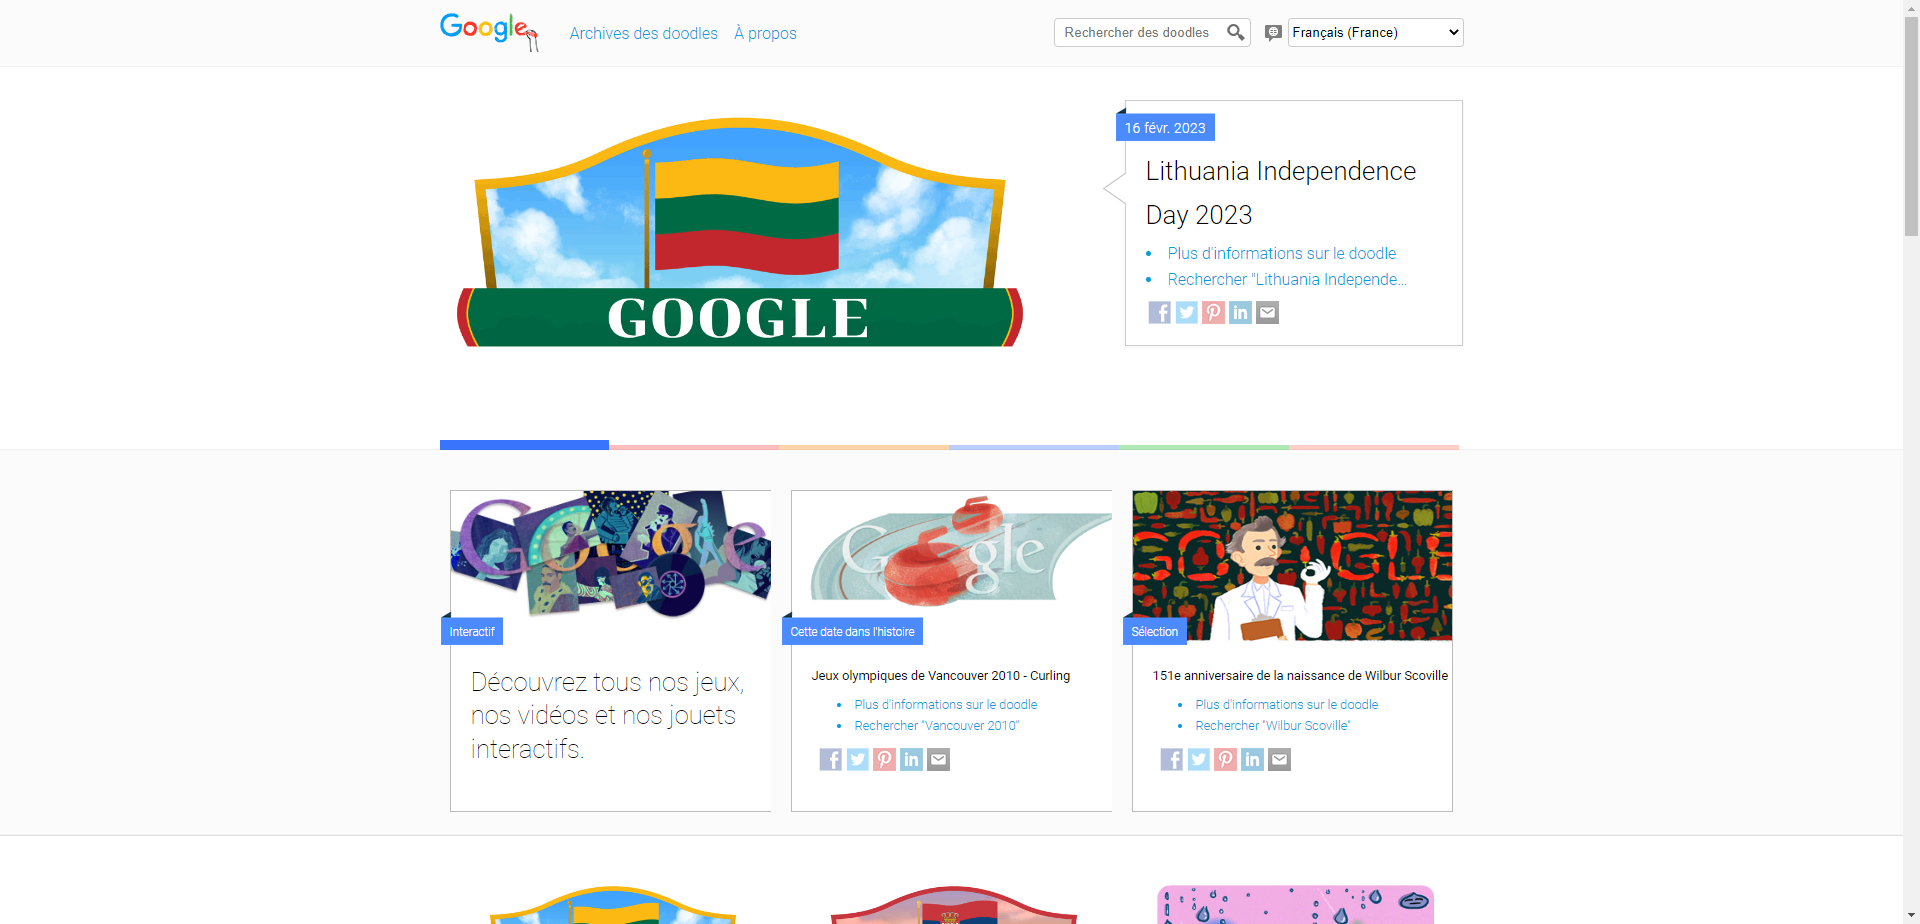 Google
Archives des doodles
À propos
Rechercher des doodles
Français (France)
GOOGLE
16 févr. 2023
Lithuania Independence
Day 2023
Plus d'informations sur le doodle
Rechercher "Lithuania Independe...
Google
Interactif
Découvrez tous nos jeux,
nos vidéos et nos jouets
interactifs.
Google
Cette date dans l'histoire
Jeux olympiques de Vancouver 2010 - Curling
Plus d'informations sur le doodle
Rechercher "Vancouver 2010"
Sélection
151e anniversaire de la naissance de Wilbur Scoville
Plus d'informations sur le doodle
Rechercher "Wilbur Scoville"